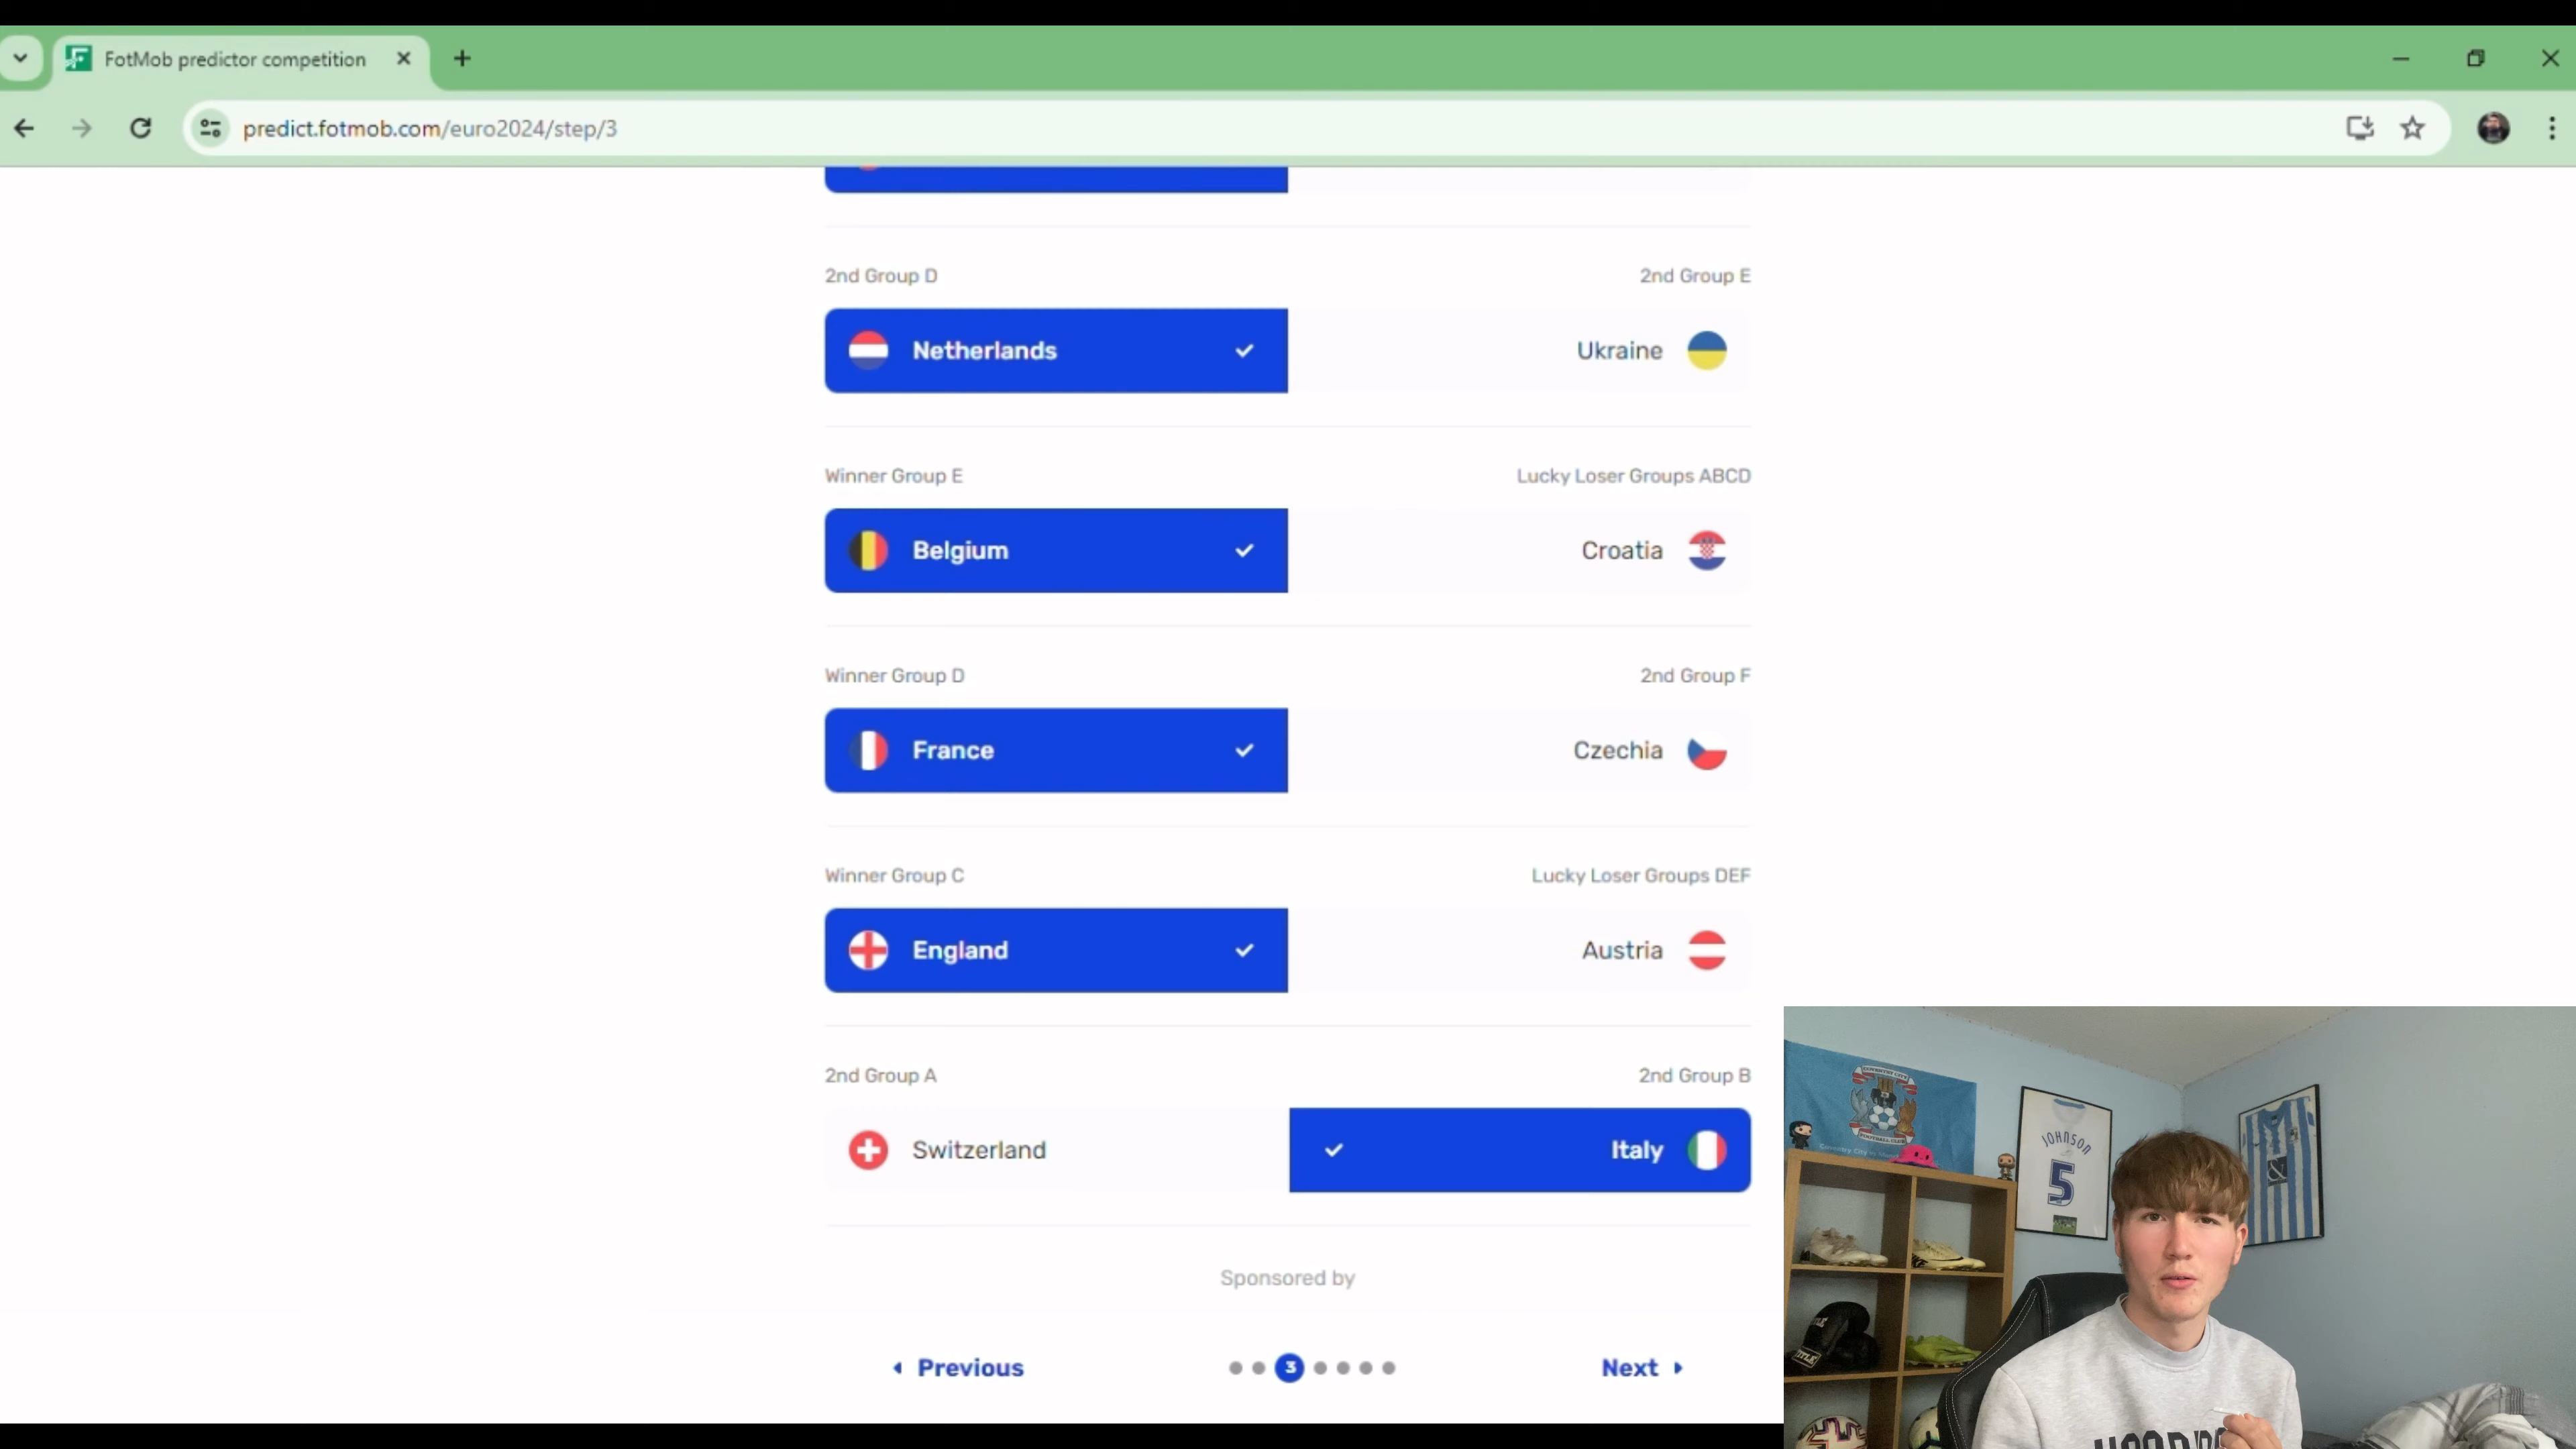 FotMob predictor competition
predict.fotmob.com/euro2024/step/3
2nd Group D
2nd Group E
Netherlands
Ukraine
Winner Group E
Lucky Loser Groups ABCD
Belgium
Croatia
Winner Group D
2nd Group F
France
Czechia
Winner Group C
Lucky Loser Groups DEF
England
Austria
2nd Group A
2nd Group B
Switzerland
Italy
Sponsored by
Previous
3
Next
JOHNSON
5